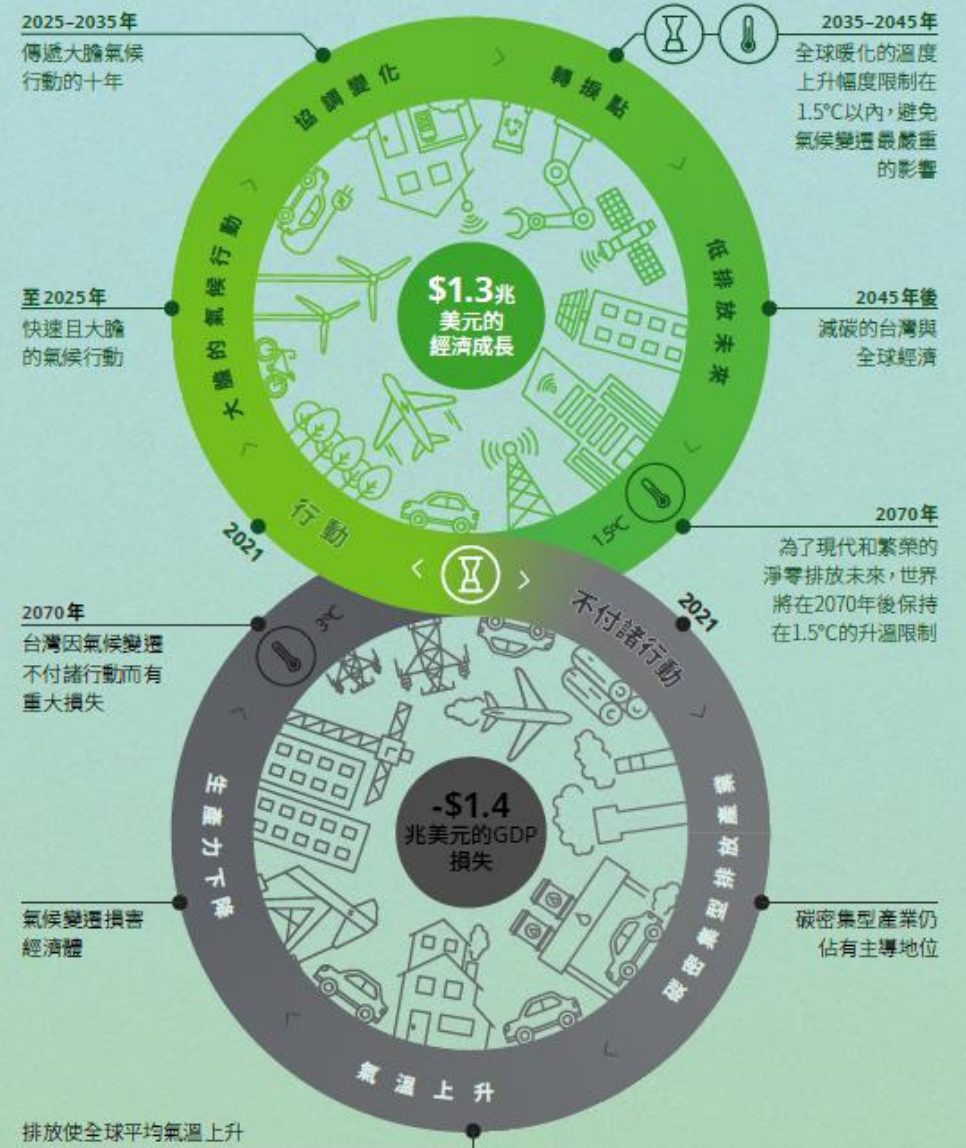 2025–2035年
傳遞大膽氣候
行動的十年
2035–2045年
全球暖化的溫度
上升幅度限制在
1.5°C以內，避免
氣候變遷最嚴重
的影響
協調變化
轉捩點
大膽的氣候行動
低排放未來
至2025年
快速且大膽
的氣候行動
$1.3兆
美元的
經濟成長
2045年後
減碳的台灣與
全球經濟
行動
2021
1.5°C
2070年
為了現代和繁榮的
淨零排放未來，世界
將在2070年後保持
在1.5°C的升溫限制
2070年
台灣因氣候變遷
不付諸行動而有
重大損失
3°C
不付諸行動
2021
生產力下降
碳密集型排放產業
-$1.4
兆美元的GDP
損失
氣候變遷損害
經濟體
碳密集型產業仍
佔有主導地位
氣溫上升
排放使全球平均氣溫上升